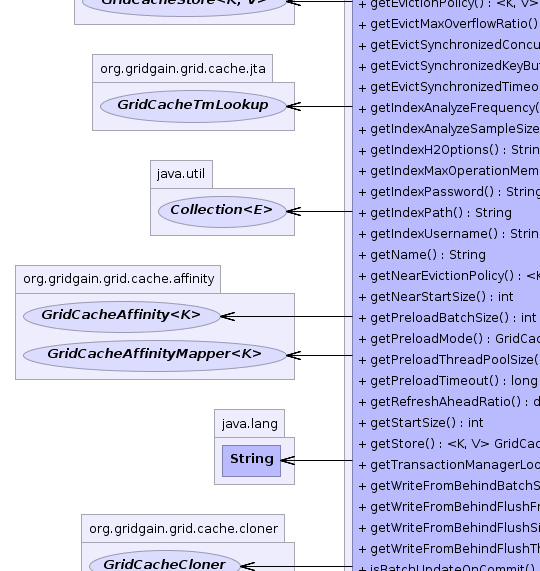 GridCacheStore<K, V>
org.gridgain.grid.cache.jta
GridCacheTmLookup
java.util
Collection<E>
org.gridgain.grid.cache.affinity
GridCacheAffinity<K>
GridCacheAffinityMapper<K>
java.lang
String
org.gridgain.grid.cache.cloner
GridCacheCloner
+ getEvictionPolicy() : <K, V>
+ getEvictMaxOverflowRatio()
+ getEvictSynchronizedConcu
+ getEvictSynchronizedKeyBuf
+ getEvictSynchronizedTimeo
+ getIndexAnalyzeFrequency(
+ getIndexAnalyzeSampleSize
+ getIndexH2Options() : Strin
+ getIndexMaxOperationMem
+ getIndexPassword() : String
+ getIndexPath() : String
+ getIndexUsername() : Strin
+ getName() : String
+ getNearEvictionPolicy() : <K
+ getNearStartSize() : int
+ getPreloadBatchSize() : int
+ getPreloadMode() : GridCac
+ getPreloadThreadPoolSize(
+ getPreloadTimeout() : long
+ getRefreshAheadRatio() : d
+ getStartSize() : int
+ getStore() : <K, V> GridCac
+ getTransactionManagerLoo
+ getWriteFromBehindBatchS
+ getWriteFromBehindFlushFr
+ getWriteFromBehindFlushSi
+ getWriteFromBehindFlushTh
+ isBatchUpdateOnCommit()